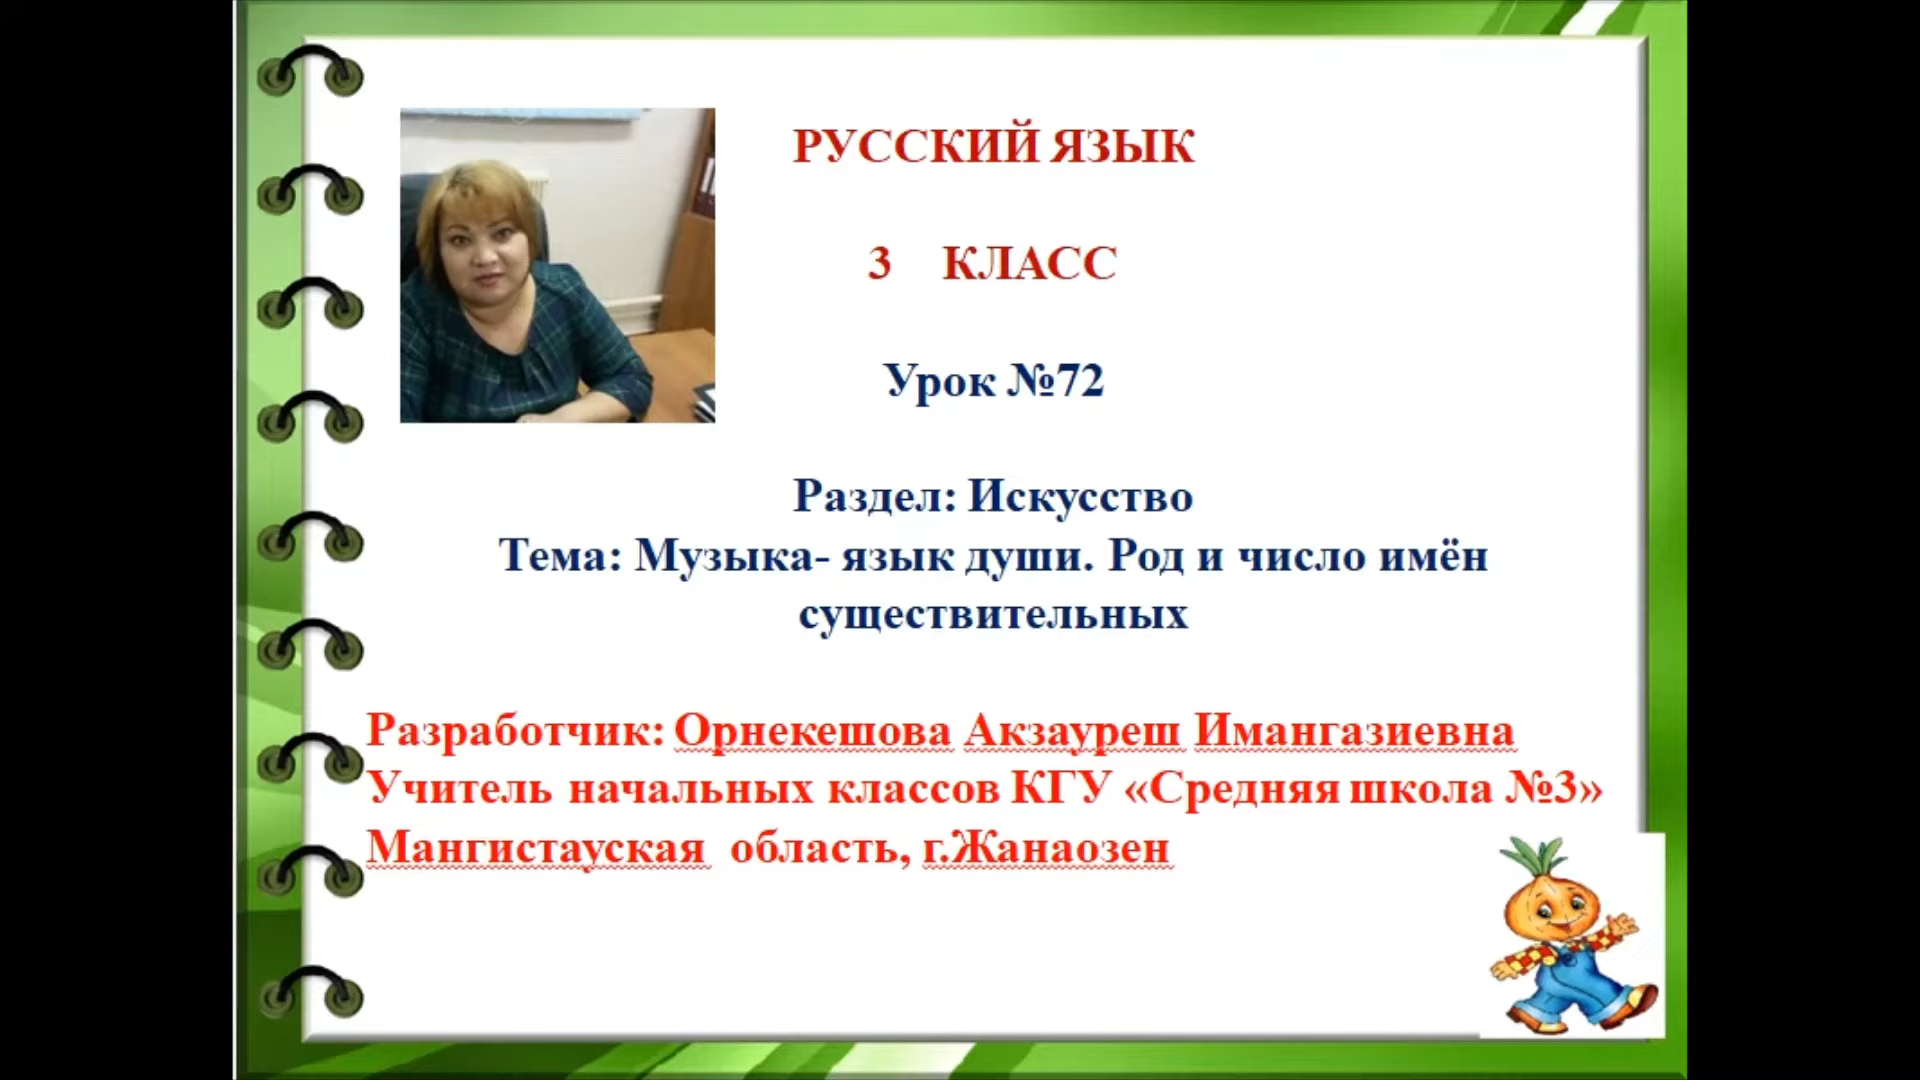 РУССКИЙ ЯЗЫК
3 КЛАСС
Урок №72
Раздел: Искусство
Тема: Музыка- язык души. Род и число имён
существительных
Разработчик: Орнекешова Акзауреш Имангазиевна
Учитель начальных классов КГУ «Средняя школа №3»
Мангистауская область, г.Жанаозен